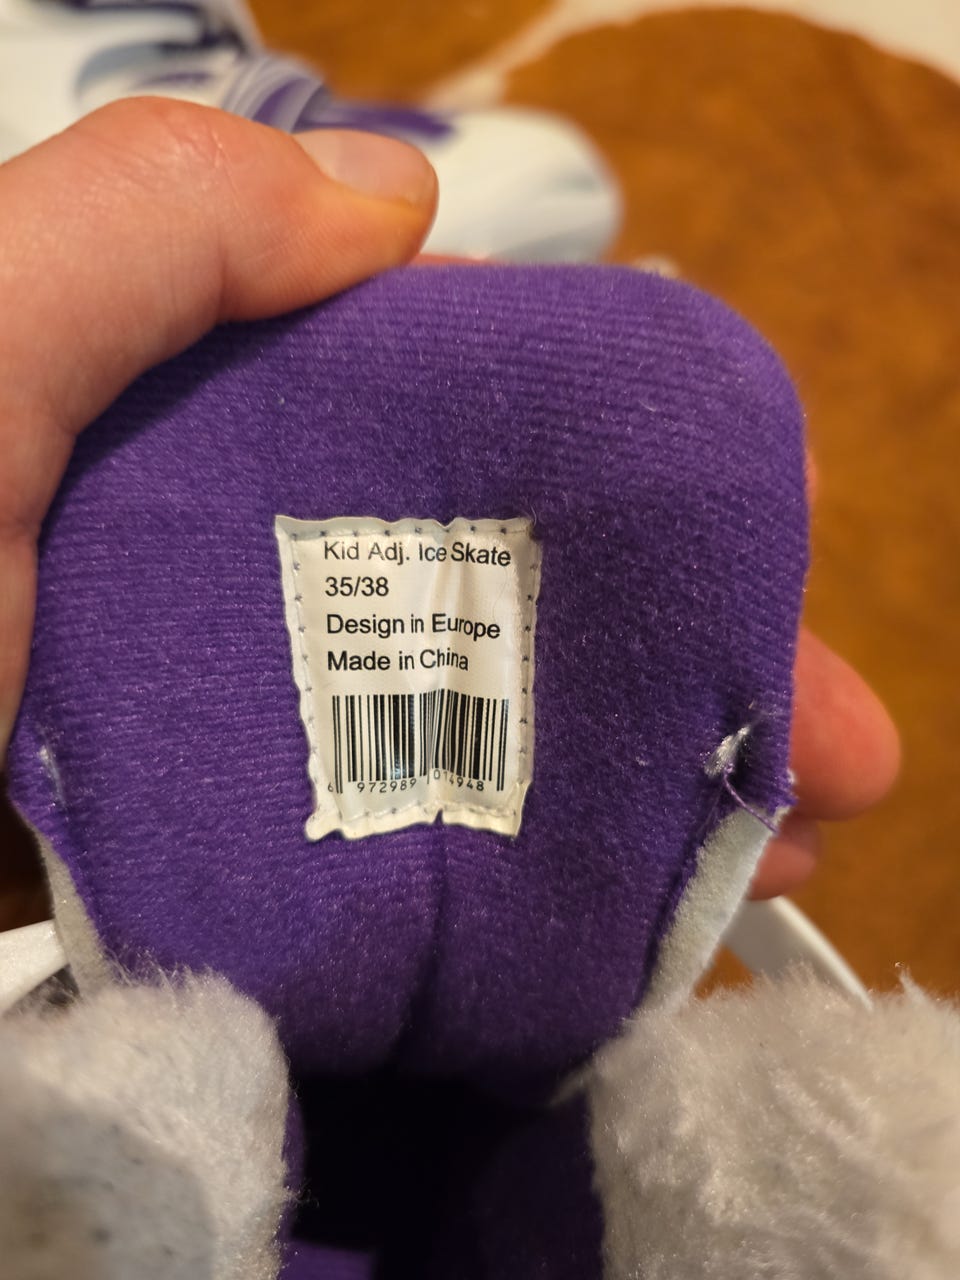 Kid Adj. Ice Skate
35/38
Design in Europe
Made in China
6 972989 014948